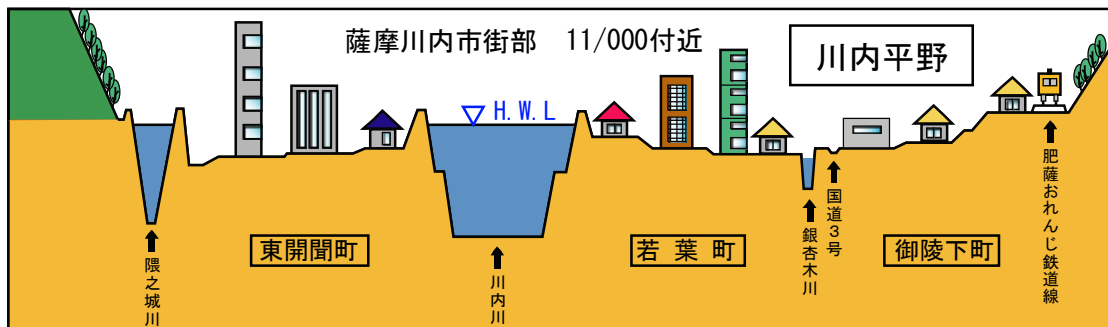 薩摩川内市街部 11/000付近
川内平野
H.W.L
東開聞町
若葉町
御陵下町
隈之城川
川内川
銀杏木川
国道3号
肥薩おれんじ鉄道線